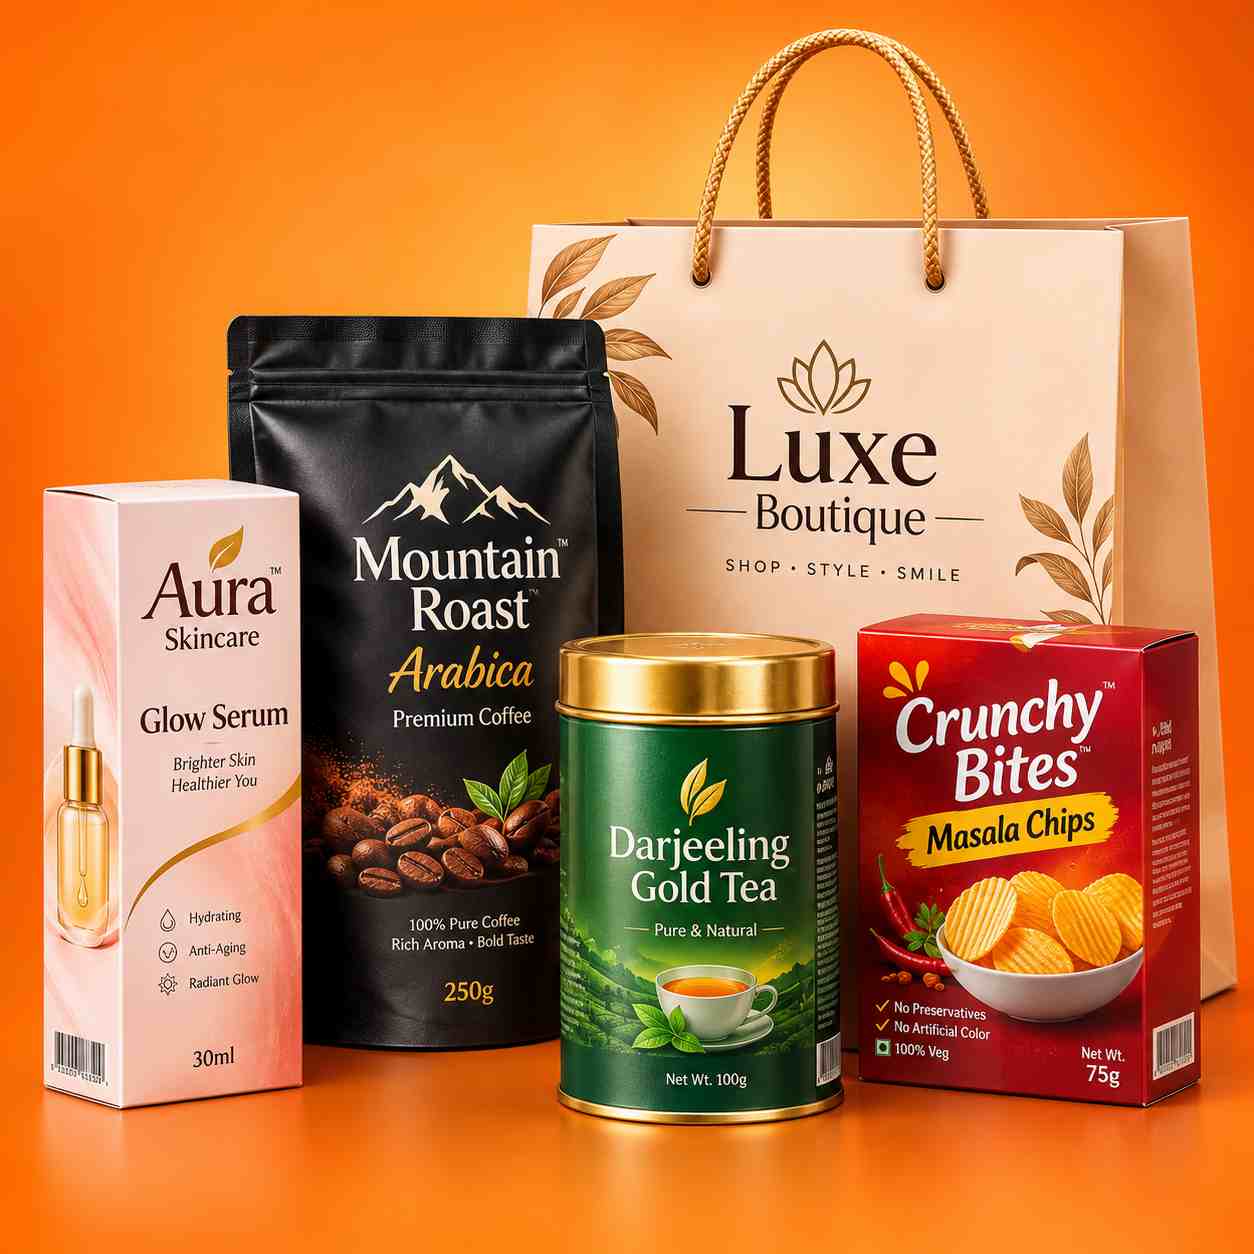 Luxe
Boutique
SHOP • STYLE • SMILE
Mountain™
Roast™
Arabica
Premium Coffee
100% Pure Coffee
Rich Aroma • Bold Taste
250g
Aura™
Skincare
Glow Serum
Brighter Skin
Healthier You
Hydrating
Anti-Aging
Radiant Glow
30ml
Darjeeling
Gold Tea
Pure & Natural
Net Wt. 100g
Crunchy™
Bites™
Masala Chips
No Preservatives
No Artificial Color
100% Veg
Net Wt.
75g